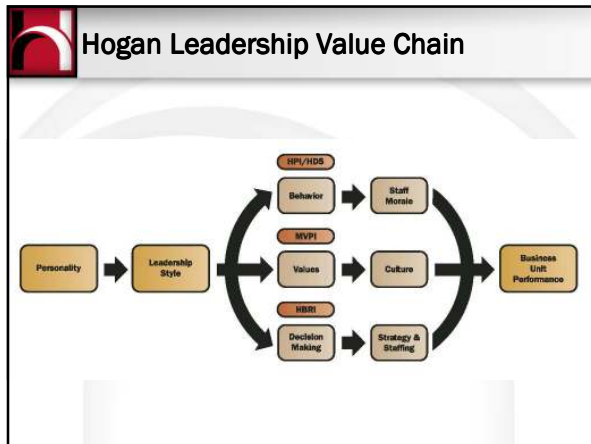 Hogan Leadership Value Chain
HPI/HDS
Behavior
Staff
Morale
MVPI
Personality
Leadership
Style
Values
Culture
Business
Unit
Performance
HBRI
Decision
Making
Strategy &
Staffing